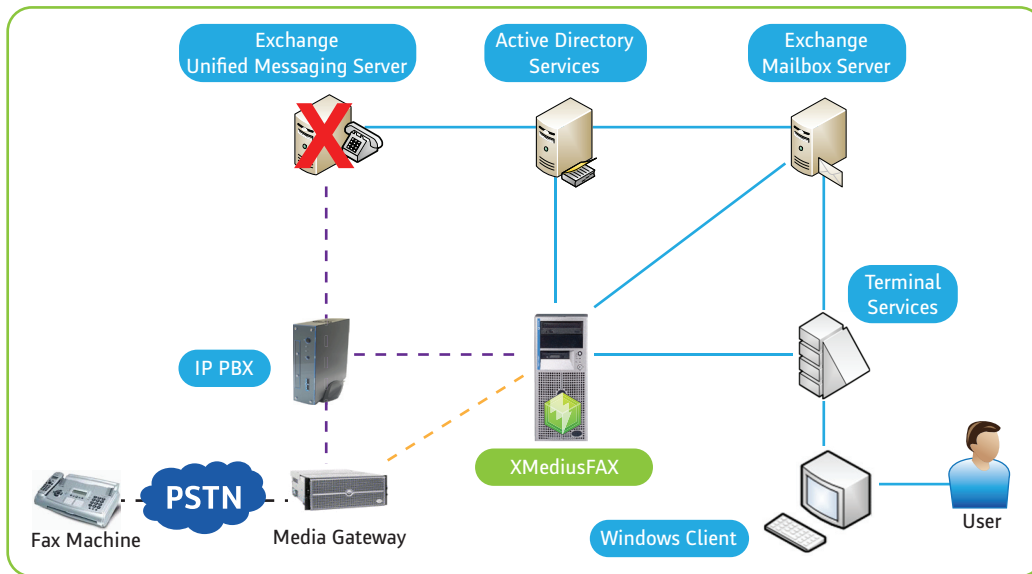 Exchange
Unified Messaging Server
Active Directory
Services
Exchange
Mailbox Server
X
Terminal
Services
IP PBX
XMediusFAX
PSTN
Fax Machine
Media Gateway
Windows Client
User